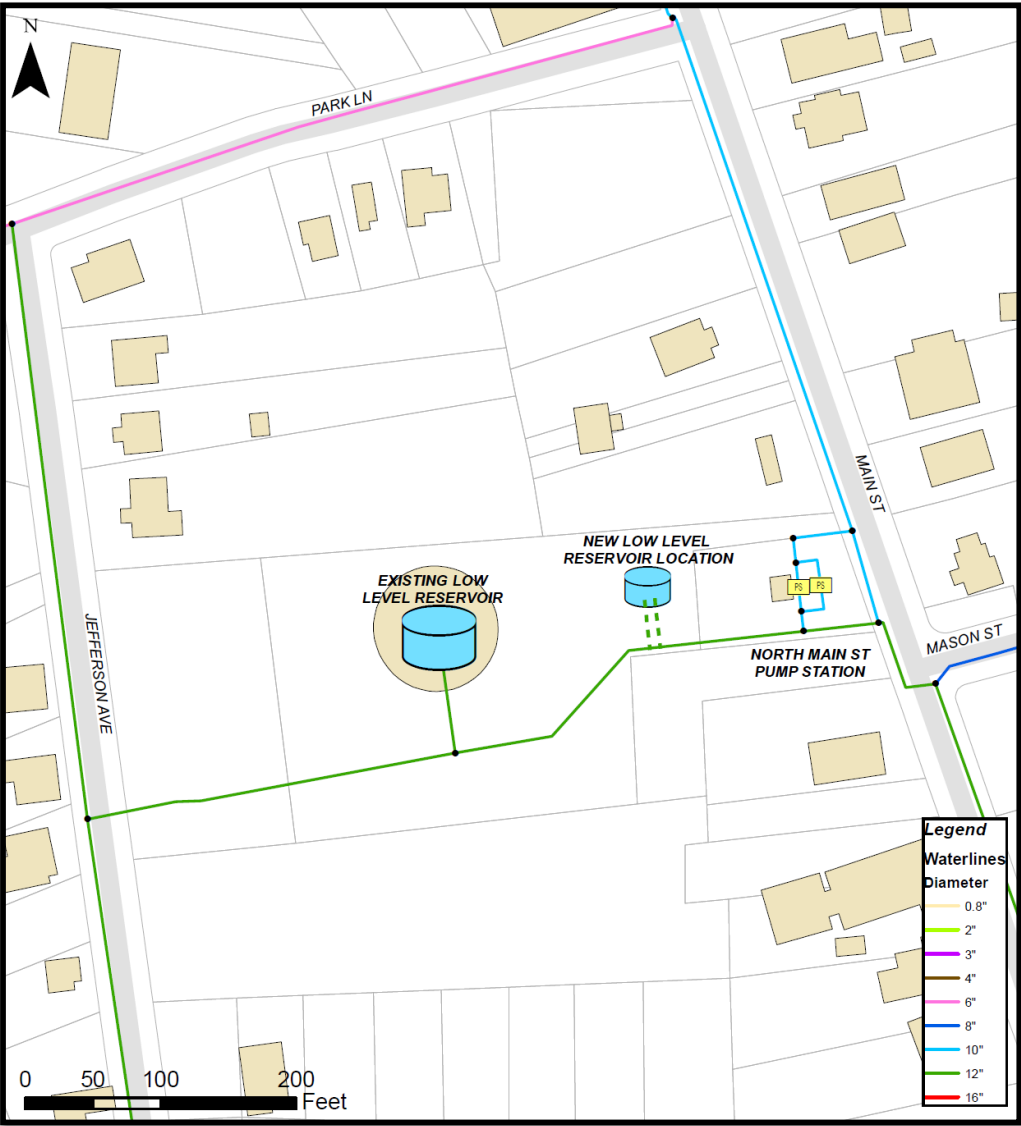 N
PARK LN
MAIN ST
NEW LOW LEVEL
RESERVOIR LOCATION
EXISTING LOW
LEVEL RESERVOIR
PS
PS
JEFFERSON AVE
MASON ST
NORTH MAIN ST
PUMP STATION
Legend
Waterlines
Diameter
0.8"
2"
3"
4"
6"
8"
10"
12"
16"
0 50 100 200
Feet